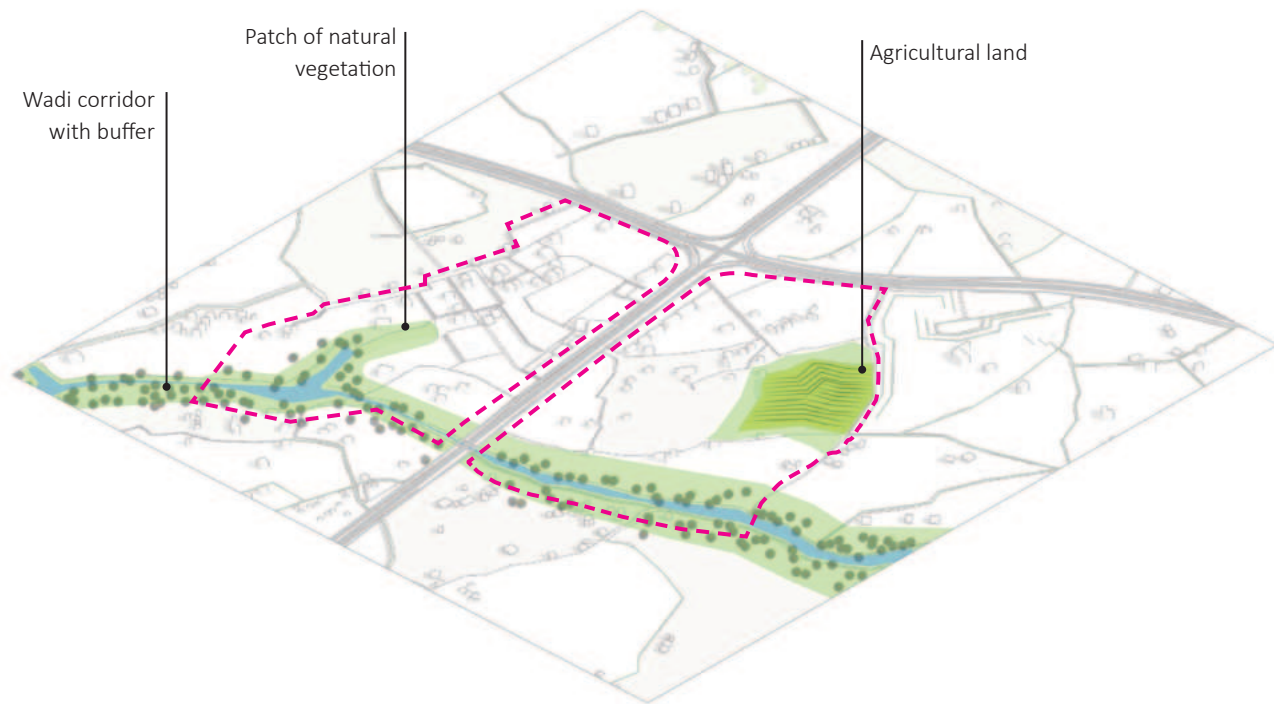 Patch of natural
vegetation
Agricultural land
Wadi corridor
with buffer